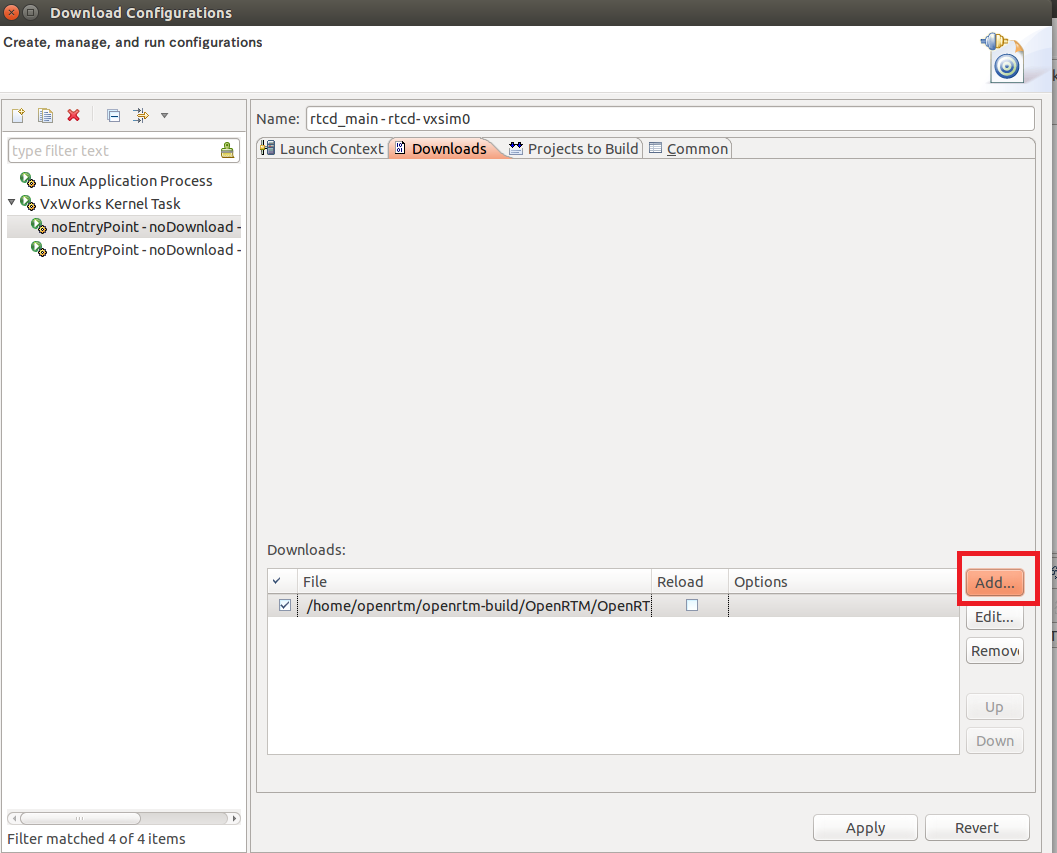 Download Configurations
Create, manage, and run configurations
type filter text
Linux Application Process
VxWorks Kernel Task
noEntryPoint - noDownload -
noEntryPoint - noDownload -
Filter matched 4 of 4 items
Name: rtcd_main - rtcd- vxsim0
Launch Context Downloads Projects to Build Common
Downloads:
File Reload Options
/home/openrtm/openrtm-build/OpenRTM/OpenRT
Add...
Edit...
Remov
Up
Down
Apply Revert